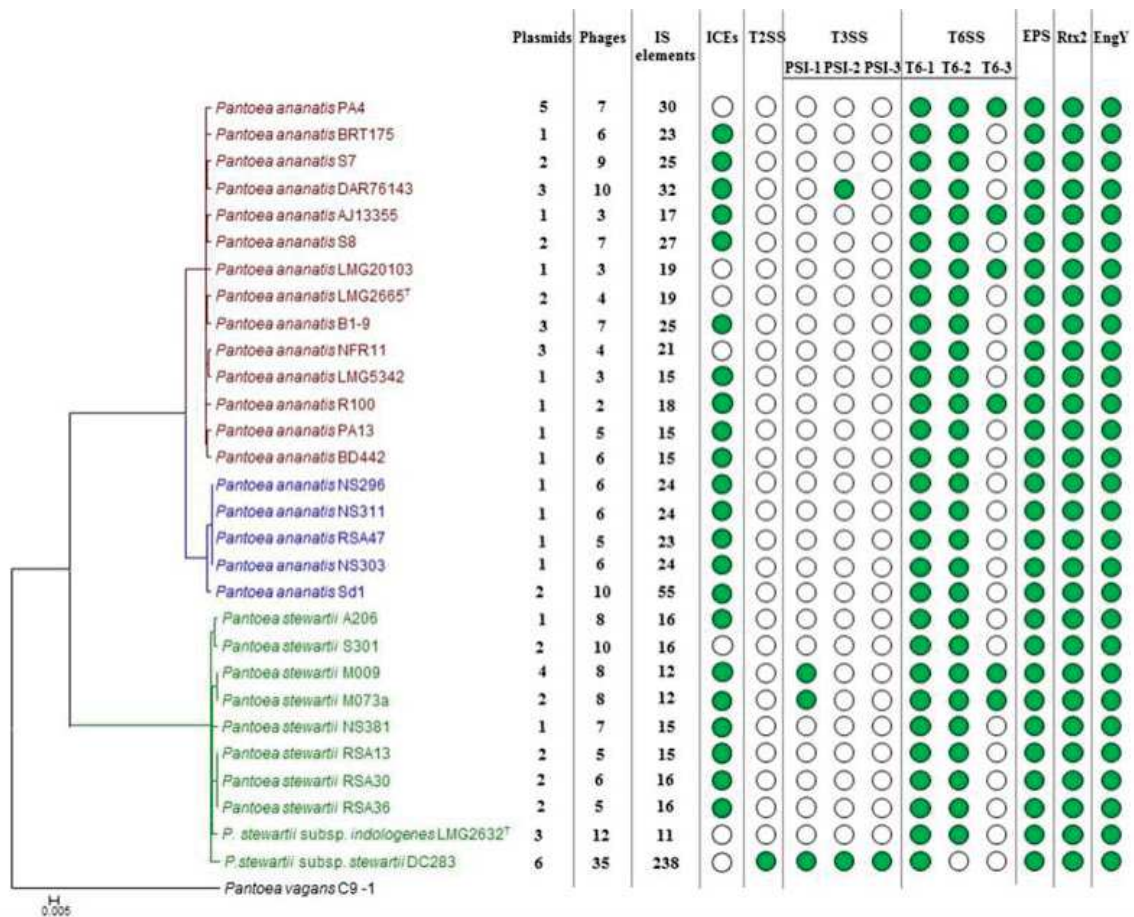 Plasmids Phages IS elements ICEs T2SS T3SS T6SS EPS Rtx2 EngY
PSI-1 PSI-2 PSI-3 T6-1 T6-2 T6-3
Pantoea ananatis PA4 5 7 30
Pantoea ananatis BRT175 1 6 23
Pantoea ananatis S7 2 9 25
Pantoea ananatis DAR76143 3 10 32
Pantoea ananatis AJ13355 1 3 17
Pantoea ananatis S8 2 7 27
Pantoea ananatis LMG20103 1 3 19
Pantoea ananatis LMG2665ᵀ 2 4 19
Pantoea ananatis B1-9 3 7 25
Pantoea ananatis NFR11 3 4 21
Pantoea ananatis LMG5342 1 3 15
Pantoea ananatis R100 1 2 18
Pantoea ananatis PA13 1 5 15
Pantoea ananatis BD442 1 6 15
Pantoea ananatis NS296 1 6 24
Pantoea ananatis NS311 1 6 24
Pantoea ananatis RSA47 1 5 23
Pantoea ananatis NS303 1 6 24
Pantoea ananatis Sd1 2 10 55
Pantoea stewartii A206 1 8 16
Pantoea stewartii S301 2 10 16
Pantoea stewartii M009 4 8 12
Pantoea stewartii M073a 2 8 12
Pantoea stewartii NS381 1 7 15
Pantoea stewartii RSA13 2 5 15
Pantoea stewartii RSA30 2 6 16
Pantoea stewartii RSA36 2 5 16
P. stewartii subsp. indologenes LMG2632ᵀ 3 12 11
P.stewartii subsp. stewartii DC283 6 35 238
Pantoea vagans C9 -1
0.005